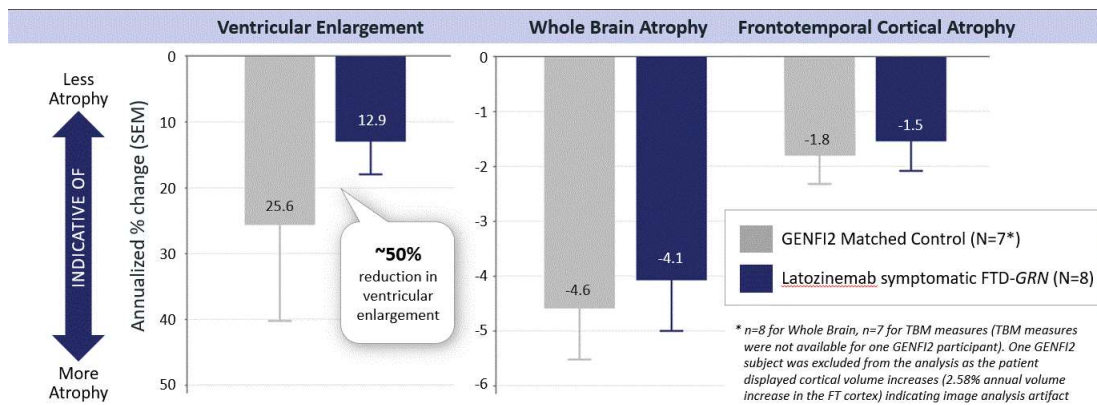 Ventricular Enlargement
Whole Brain Atrophy
Frontotemporal Cortical Atrophy
Less
Atrophy
INDICATIVE OF
More
Atrophy
Annualized % change (SEM)
0
10
20
30
40
50
25.6
12.9
~50%
reduction in
ventricular
enlargement
0
-1
-2
-3
-4
-5
-6
-4.6
-4.1
-1.8
-1.5
GENFI2 Matched Control (N=7*)
Latozinemab symptomatic FTD-GRN (N=8)
* n=8 for Whole Brain, n=7 for TBM measures (TBM measures
were not available for one GENFI2 participant). One GENFI2
subject was excluded from the analysis as the patient
displayed cortical volume increases (2.58% annual volume
increase in the FT cortex) indicating image analysis artifact